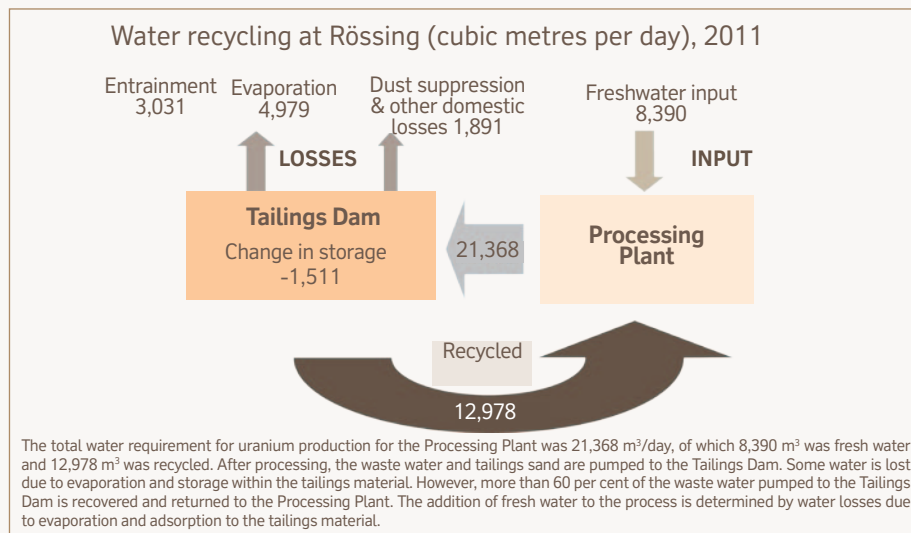 Water recycling at Rössing (cubic metres per day), 2011
Entrainment
3,031
Evaporation
4,979
Dust suppression
& other domestic
losses 1,891
Freshwater input
8,390
LOSSES
INPUT
Tailings Dam
Change in storage
-1,511
21,368
Processing
Plant
Recycled
12,978
The total water requirement for uranium production for the Processing Plant was 21,368 m³/day, of which 8,390 m³ was fresh water
and 12,978 m³ was recycled. After processing, the waste water and tailings sand are pumped to the Tailings Dam. Some water is lost
due to evaporation and storage within the tailings material. However, more than 60 per cent of the waste water pumped to the Tailings
Dam is recovered and returned to the Processing Plant. The addition of fresh water to the process is determined by water losses due
to evaporation and adsorption to the tailings material.